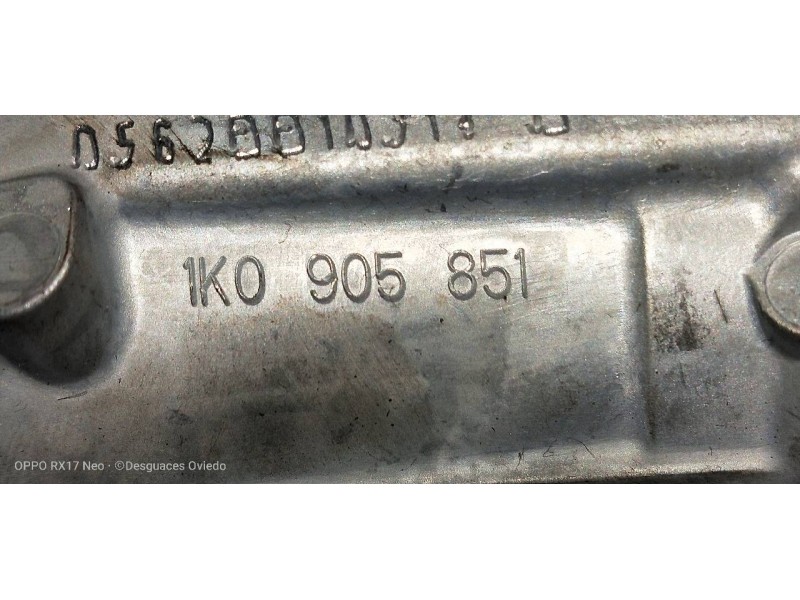 1K0 905 851
OPPO RX17 Neo · ©Desguaces Oviedo